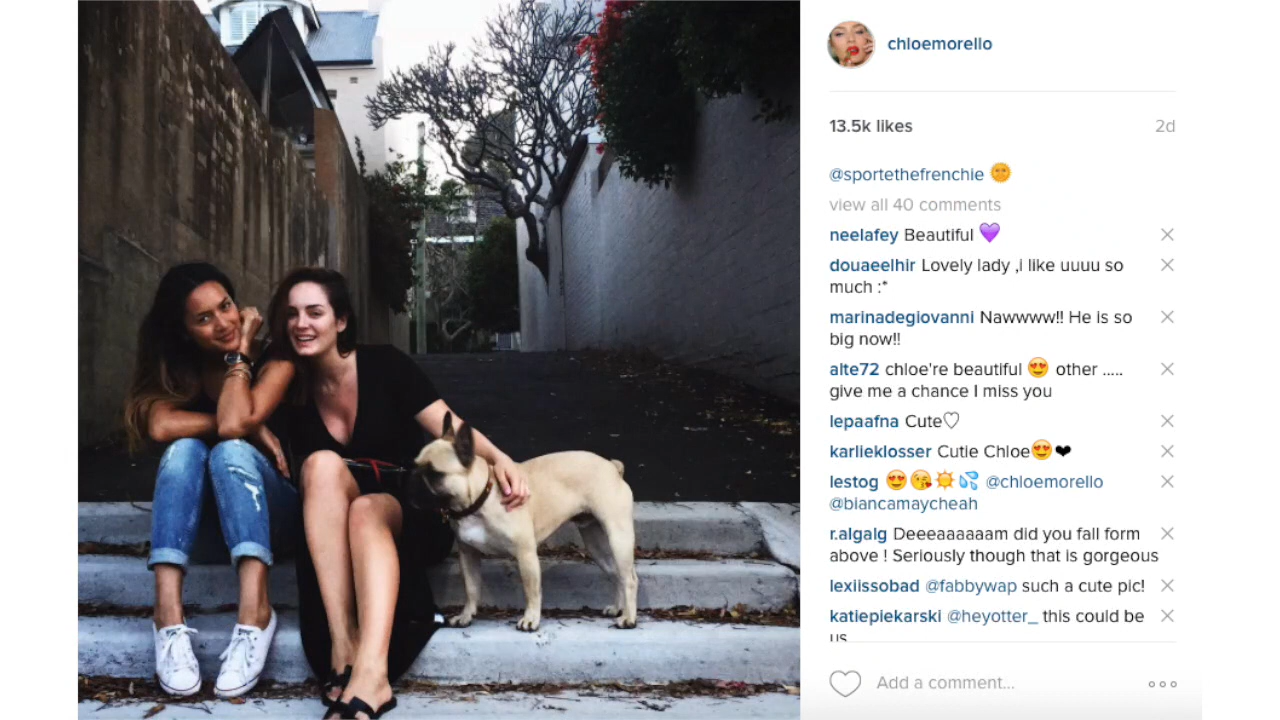 chloemorello
13.5k likes
2d
@sportethefrenchie 🌞
view all 40 comments
neelafey Beautiful 💜
douaeelhir Lovely lady ,i like uuuu so
much :*
marinadegiovanni Nawwww!! He is so
big now!!
alte72 chloe're beautiful 😍 other .....
give me a chance I miss you
lepaafna Cute♡
karlieklosser Cutie Chloe😍❤
lestog 😍😘☀💦 @chloemorello
@biancamaycheah
r.algalg Deeeaaaaaam did you fall form
above ! Seriously though that is gorgeous
lexiissobad @fabbywap such a cute pic!
katiepiekarski @heyotter_ this could be
us
Add a comment...